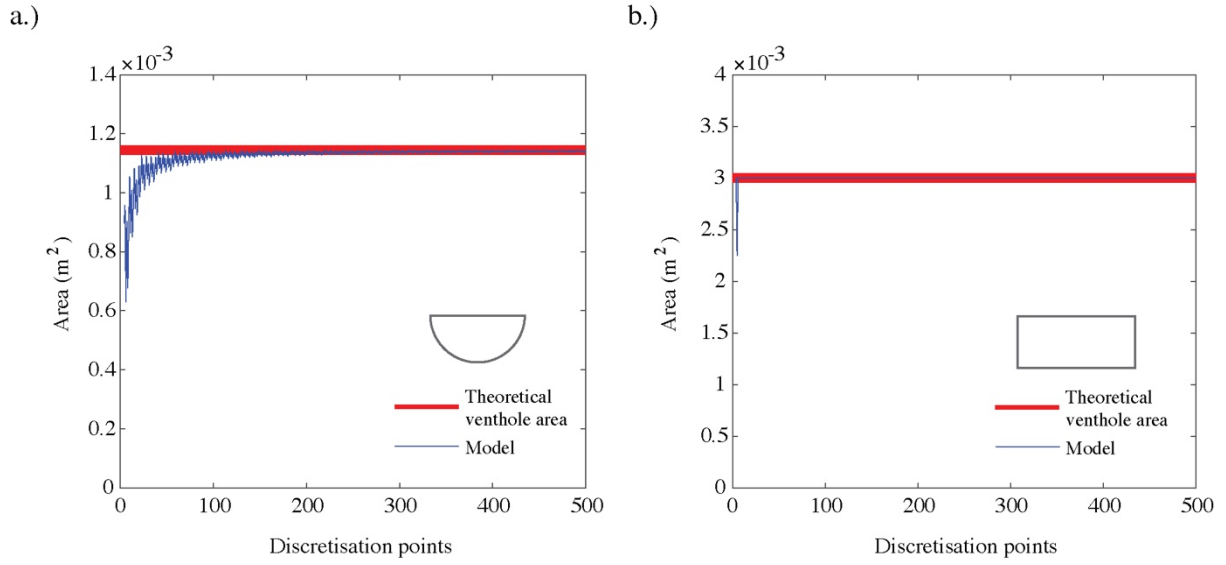 a.)
×10-3
1.4
1.2
1
0.8
0.6
0.4
0.2
0
Area (m2)
0 100 200 300 400 500
Discretisation points
Theoretical
venthole area
Model
b.)
×10-3
4
3.5
3
2.5
2
1.5
1
0.5
0
Area (m2)
0 100 200 300 400 500
Discretisation points
Theoretical
venthole area
Model